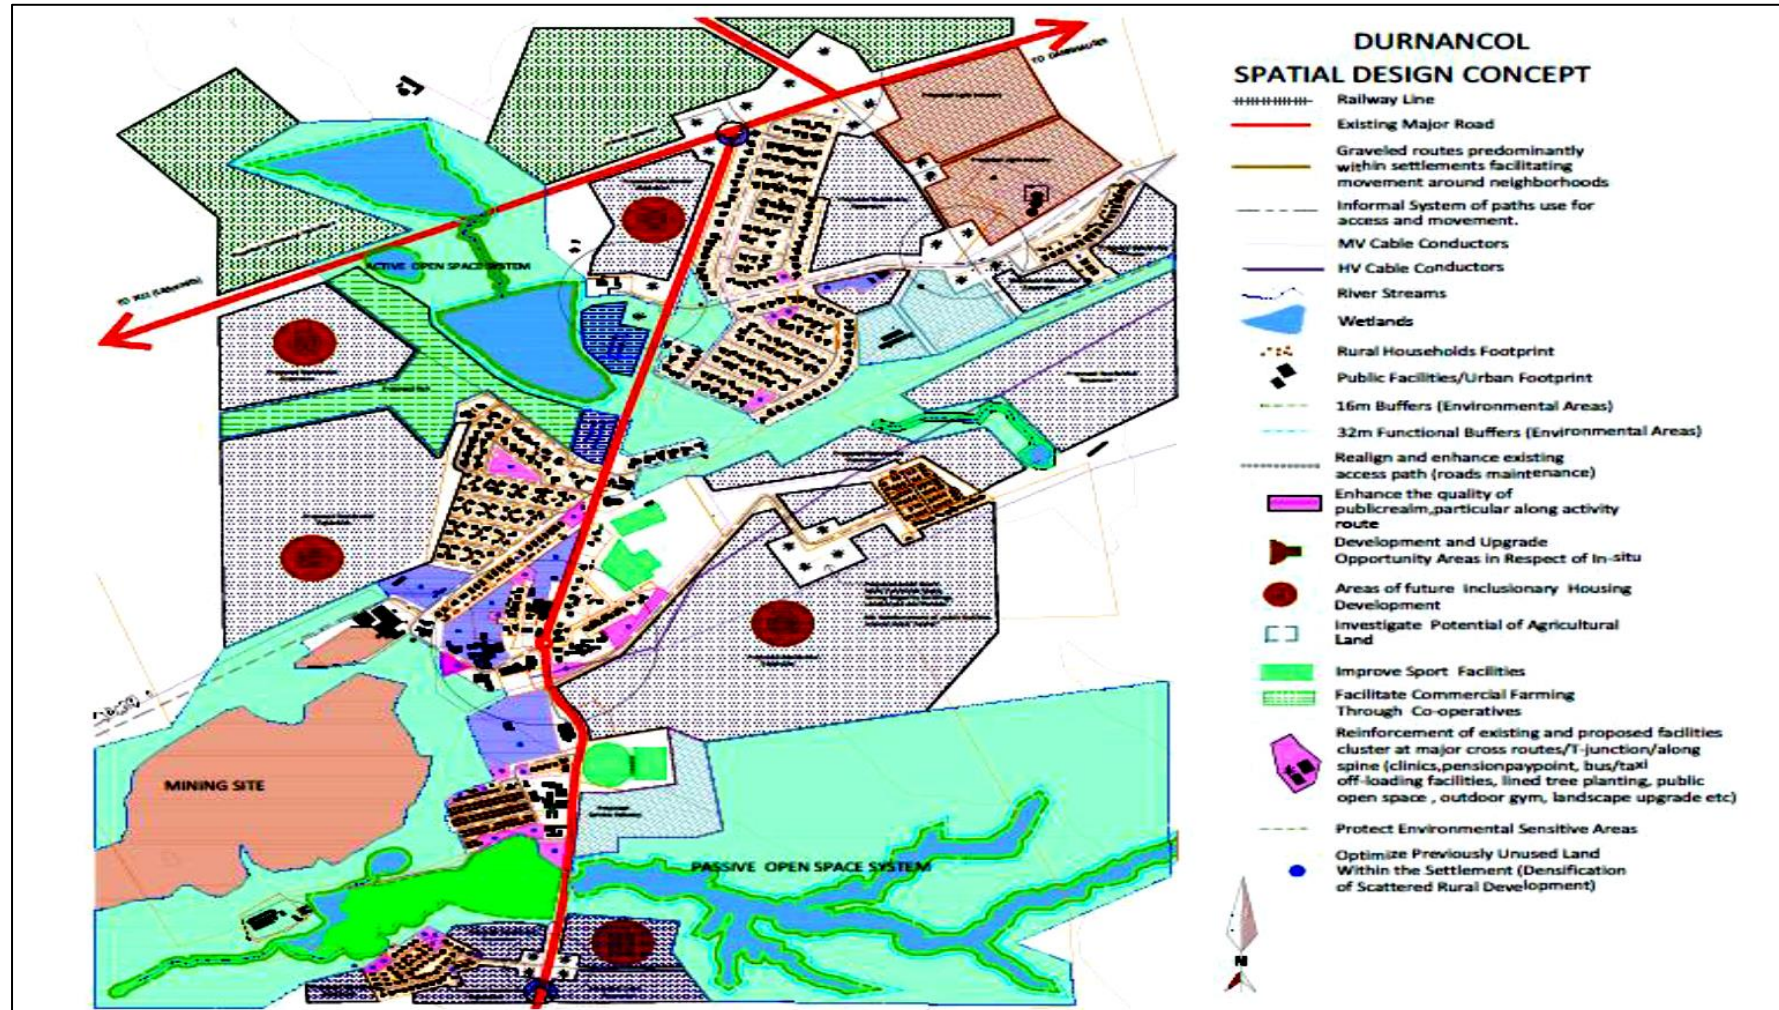 DURNANCOL
SPATIAL DESIGN CONCEPT
Railway Line
Existing Major Road
Graveled routes predominantly
within settlements facilitating
movement around neighborhoods
Informal System of paths use for
access and movement.
MV Cable Conductors
HV Cable Conductors
River Streams
Wetlands
Rural Households Footprint
Public Facilities/Urban Footprint
16m Buffers (Environmental Areas)
32m Functional Buffers (Environmental Areas)
Realign and enhance existing
access path (roads maintenance)
Enhance the quality of
publicrealm,particular along activity
route
Development and Upgrade
Opportunity Areas in Respect of In-situ
Areas of future Inclusionary Housing
Development
Investigate Potential of Agricultural
Land
Improve Sport Facilities
Facilitate Commercial Farming
Through Co-operatives
Reinforcement of existing and proposed facilities
cluster at major cross routes/T-junction/along
spine (clinics,pensionpaypoint, bus/taxi
off-loading facilities, lined tree planting, public
open space , outdoor gym, landscape upgrade etc)
Protect Environmental Sensitive Areas
Optimize Previously Unused Land
Within the Settlement (Densification
of Scattered Rural Development)
N
ACTIVE OPEN SPACE SYSTEM
MINING SITE
PASSIVE OPEN SPACE SYSTEM